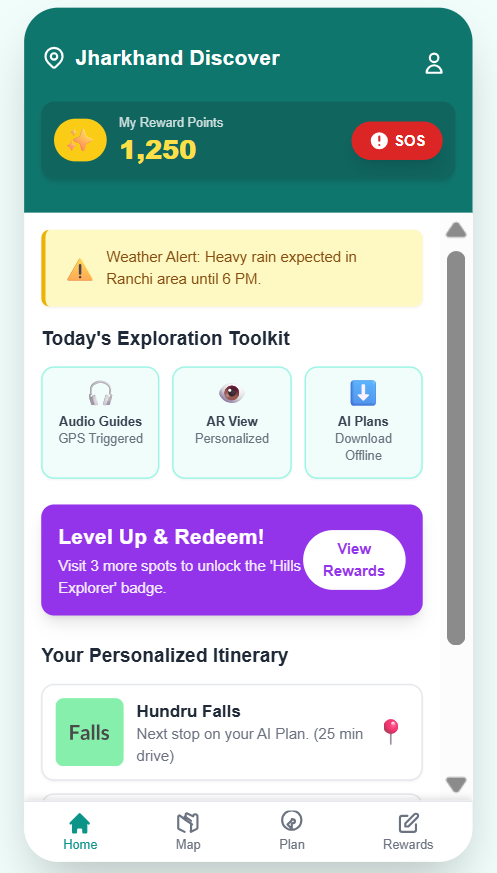 Jharkhand Discover
My Reward Points
1,250
SOS
Weather Alert: Heavy rain expected in
Ranchi area until 6 PM.
Today's Exploration Toolkit
Audio Guides
GPS Triggered
AR View
Personalized
AI Plans
Download
Offline
Level Up & Redeem!
Visit 3 more spots to unlock the 'Hills
Explorer' badge.
View
Rewards
Your Personalized Itinerary
Falls
Hundru Falls
Next stop on your AI Plan. (25 min
drive)
Home
Map
Plan
Rewards